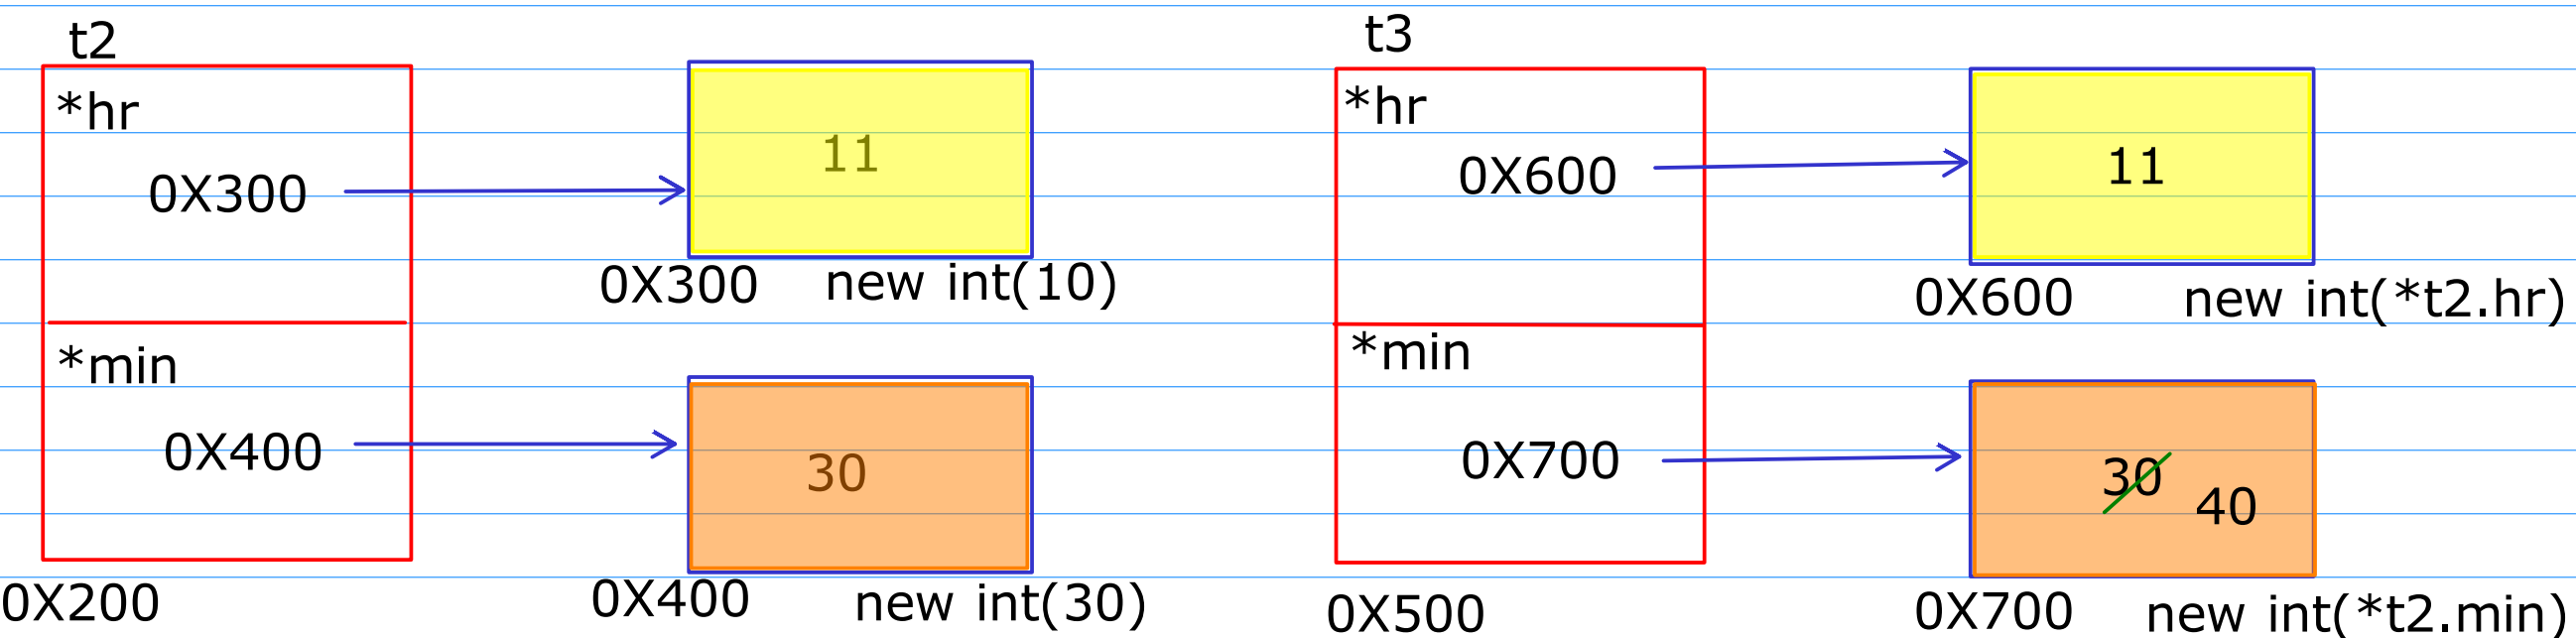 t2
*hr
0X300
11
0X300 new int(10)
*min
0X400
30
0X400 new int(30)
0X200
t3
*hr
0X600
11
0X600 new int(*t2.hr)
*min
0X700
30 40
0X700 new int(*t2.min)
0X500